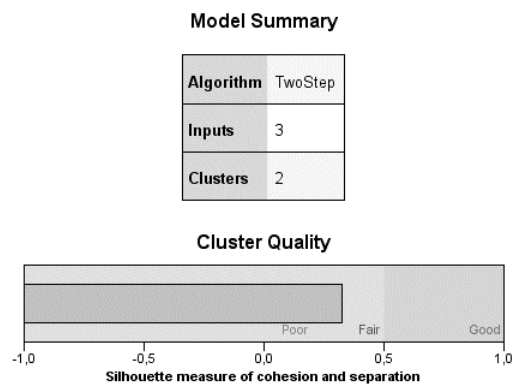 Model Summary
Algorithm TwoStep
Inputs 3
Clusters 2
Cluster Quality
Poor Fair Good
-1,0 -0,5 0,0 0,5 1,0
Silhouette measure of cohesion and separation